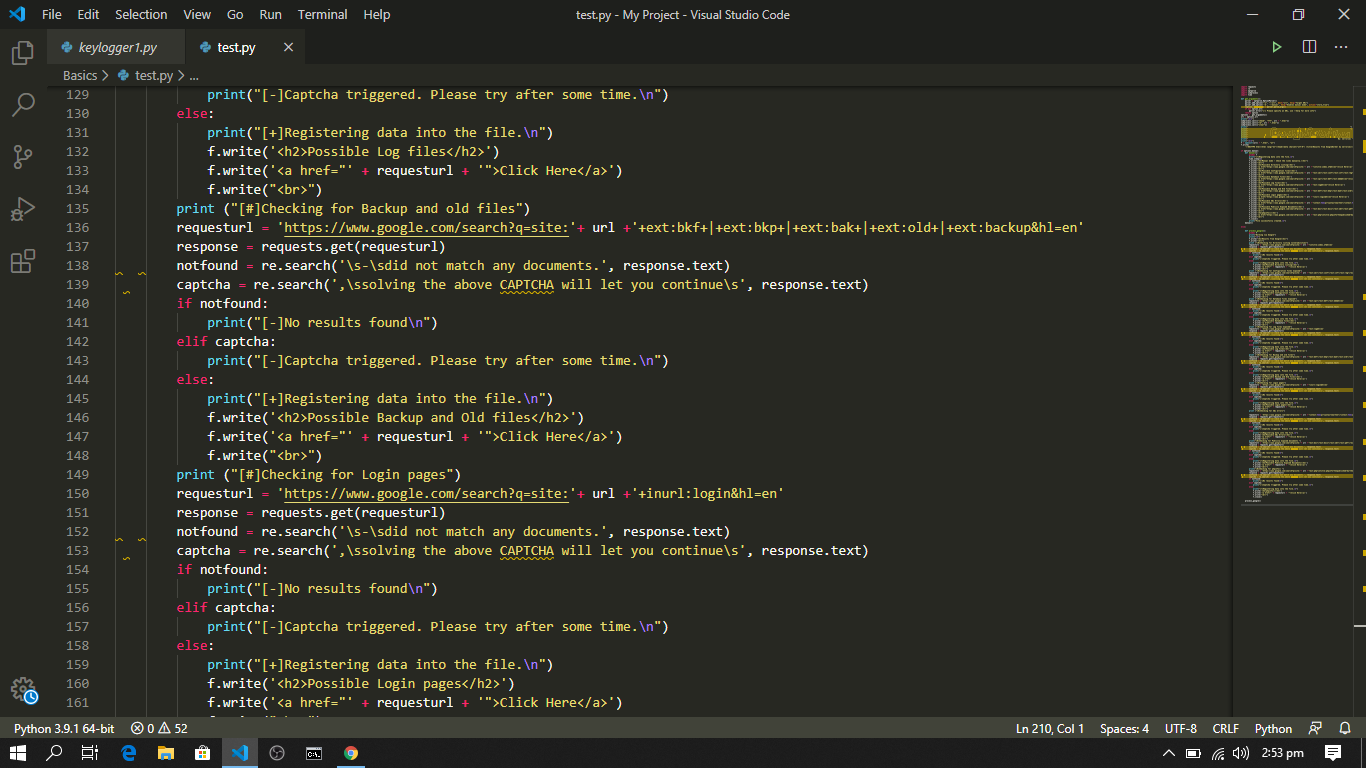 File Edit Selection View Go Run Terminal Help test.py - My Project - Visual Studio Code
keylogger1.py test.py
Basics > test.py > ...
129 print("[-]Captcha triggered. Please try after some time.\n")
130 else:
131 print("[+]Registering data into the file.\n")
132 f.write('<h2>Possible Log files</h2>')
133 f.write('<a href="' + requesturl + '">Click Here</a>')
134 f.write("<br>")
135 print ("[#]Checking for Backup and old files")
136 requesturl = 'https://www.google.com/search?q=site:'+ url +'+ext:bkf+|+ext:bkp+|+ext:bak+|+ext:old+|+ext:backup&hl=en'
137 response = requests.get(requesturl)
138 notfound = re.search('\s-\sdid not match any documents.', response.text)
139 captcha = re.search(',\ssolving the above CAPTCHA will let you continue\s', response.text)
140 if notfound:
141 print("[-]No results found\n")
142 elif captcha:
143 print("[-]Captcha triggered. Please try after some time.\n")
144 else:
145 print("[+]Registering data into the file.\n")
146 f.write('<h2>Possible Backup and Old files</h2>')
147 f.write('<a href="' + requesturl + '">Click Here</a>')
148 f.write("<br>")
149 print ("[#]Checking for Login pages")
150 requesturl = 'https://www.google.com/search?q=site:'+ url +'+inurl:login&hl=en'
151 response = requests.get(requesturl)
152 notfound = re.search('\s-\sdid not match any documents.', response.text)
153 captcha = re.search(',\ssolving the above CAPTCHA will let you continue\s', response.text)
154 if notfound:
155 print("[-]No results found\n")
156 elif captcha:
157 print("[-]Captcha triggered. Please try after some time.\n")
158 else:
159 print("[+]Registering data into the file.\n")
160 f.write('<h2>Possible Login pages</h2>')
161 f.write('<a href="' + requesturl + '">Click Here</a>')
Python 3.9.1 64-bit 0 52 Ln 210, Col 1 Spaces: 4 UTF-8 CRLF Python
2:53 pm